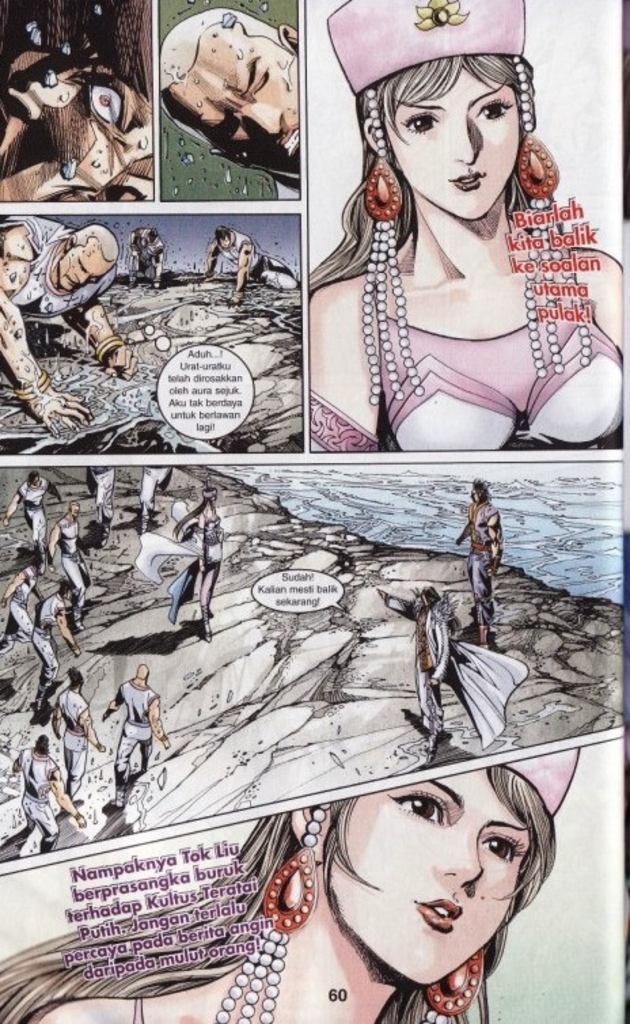 Biarlah
kita balik
ke soalan
utama
pulak!
Aduh...!
Urat-uratku
telah dirosakkan
oleh aura sejuk.
Aku tak berdaya
untuk berlawan
lagi!
Sudah!
Kalian mesti balik
sekarang!
Nampaknya Tok Liu
berprasangka buruk
terhadap Kultus Teratai
Putih. Jangan terlalu
percaya pada berita angin
daripada mulut orang!
60